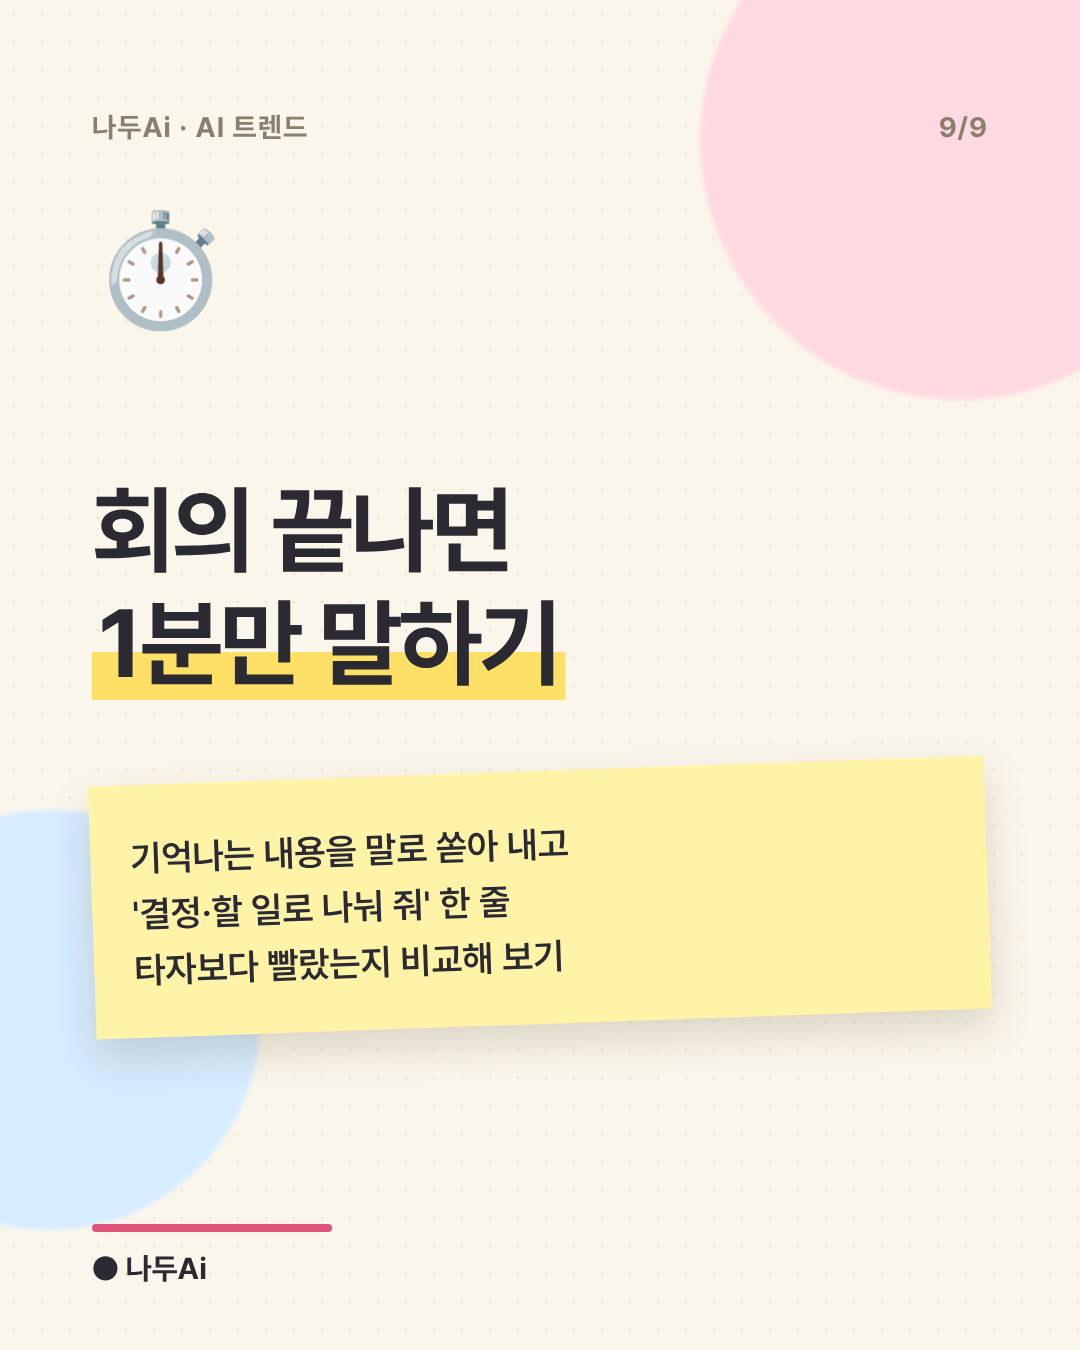 나두Ai · AI 트렌드
9/9
회의 끝나면
1분만 말하기
기억나는 내용을 말로 쏟아 내고
'결정·할 일로 나눠 줘' 한 줄
타자보다 빨랐는지 비교해 보기
나두Ai